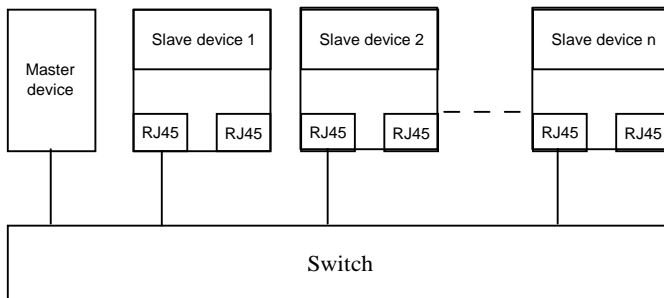 Master
device
Slave device 1
RJ45
RJ45
Slave device 2
RJ45
RJ45
Slave device n
RJ45
RJ45
Switch